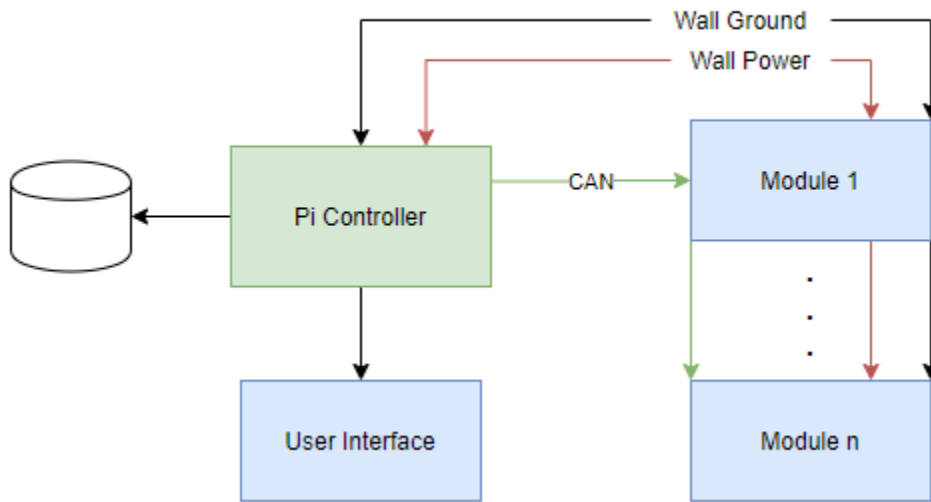 Wall Ground
Wall Power
Pi Controller
CAN
Module 1
.
.
.
User Interface
Module n